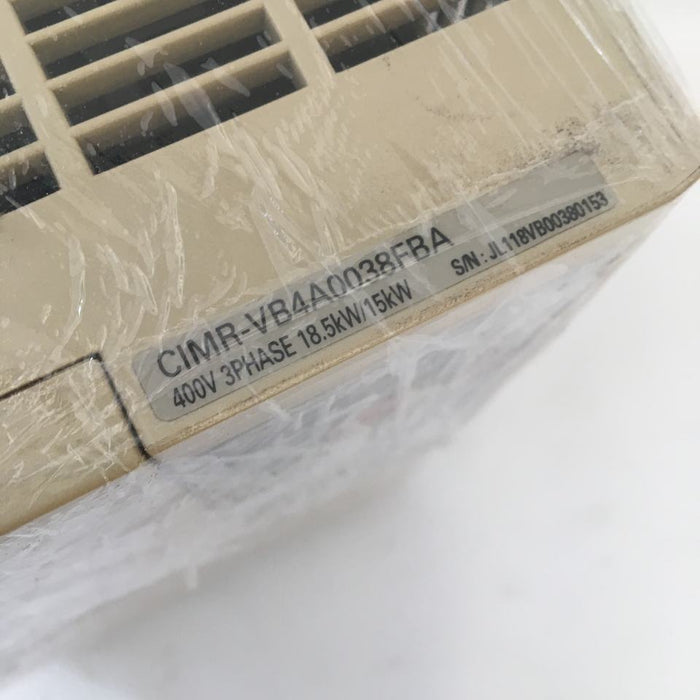 CIMR-VB4A0038FBA
400V 3PHASE 18.5kW/15kW
S/N : JL118VB00380153